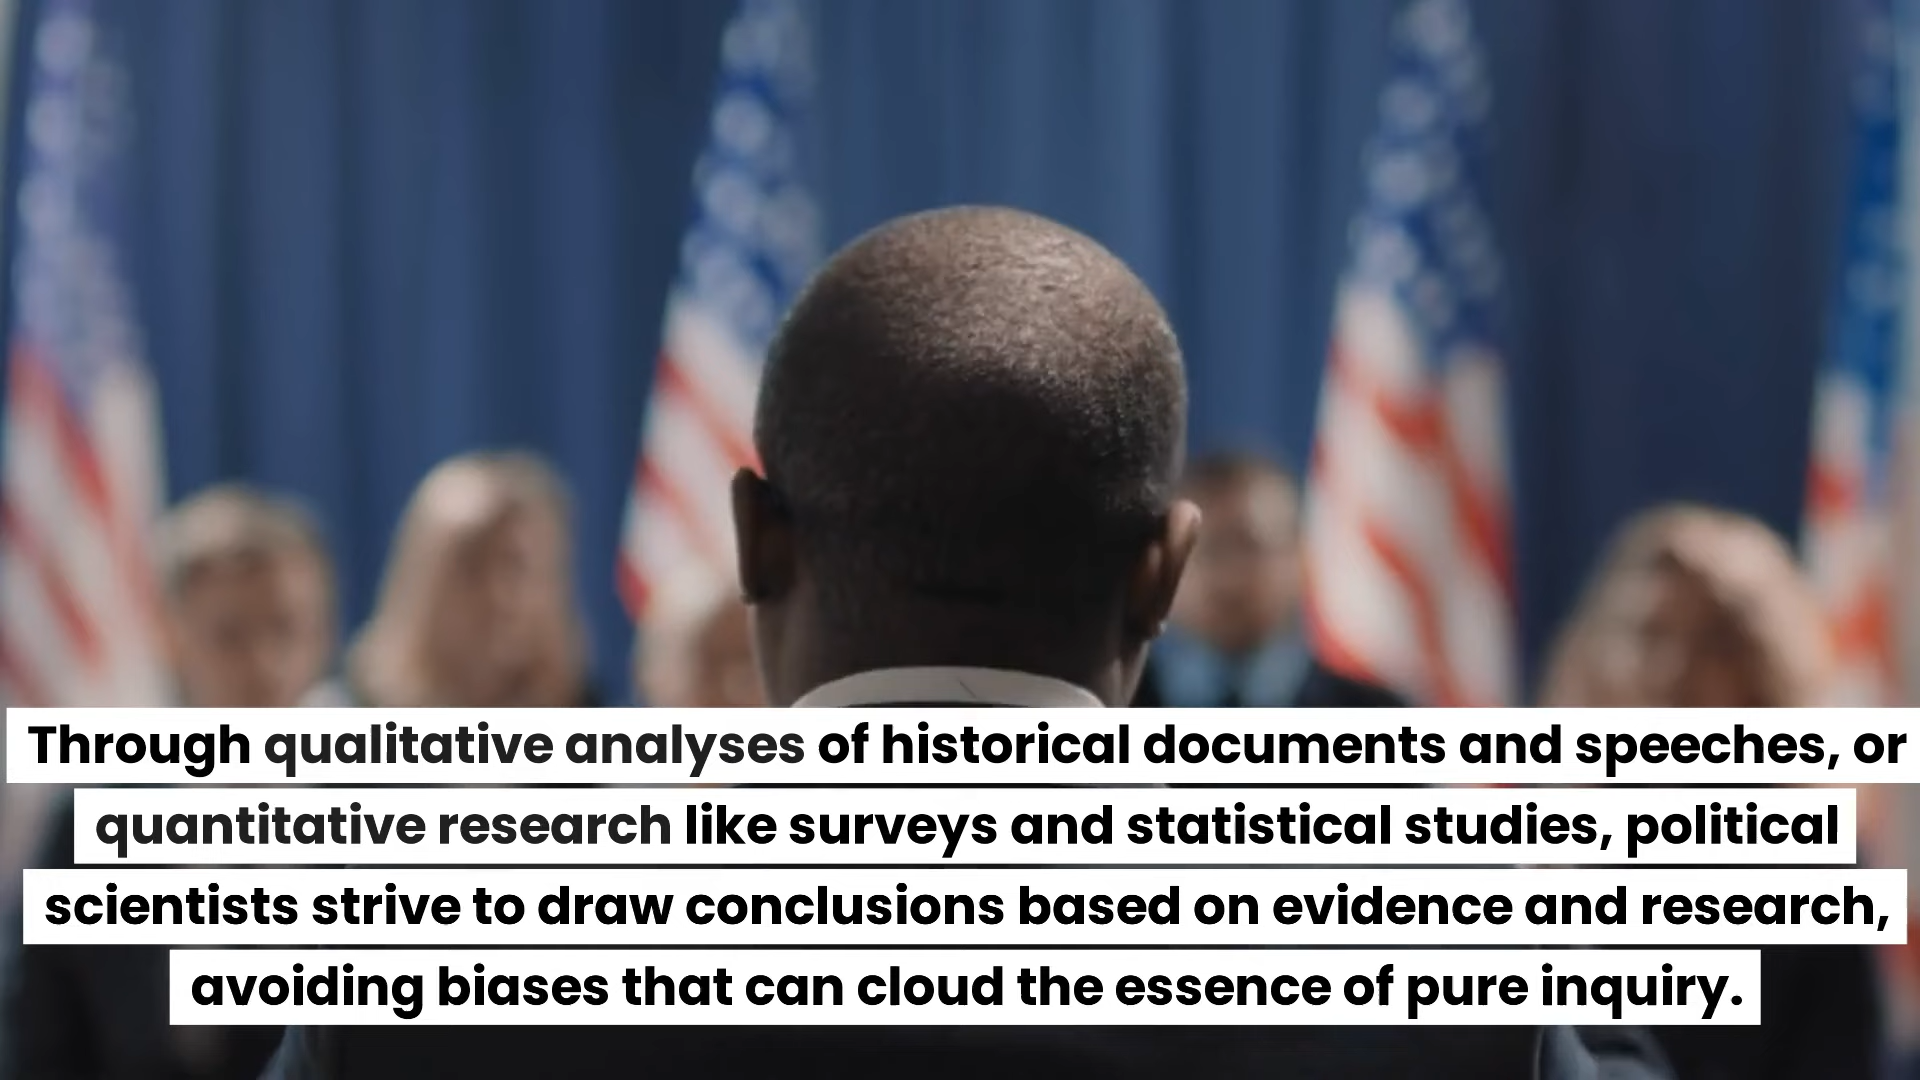 Through qualitative analyses of historical documents and speeches, or
quantitative research like surveys and statistical studies, political
scientists strive to draw conclusions based on evidence and research,
avoiding biases that can cloud the essence of pure inquiry.